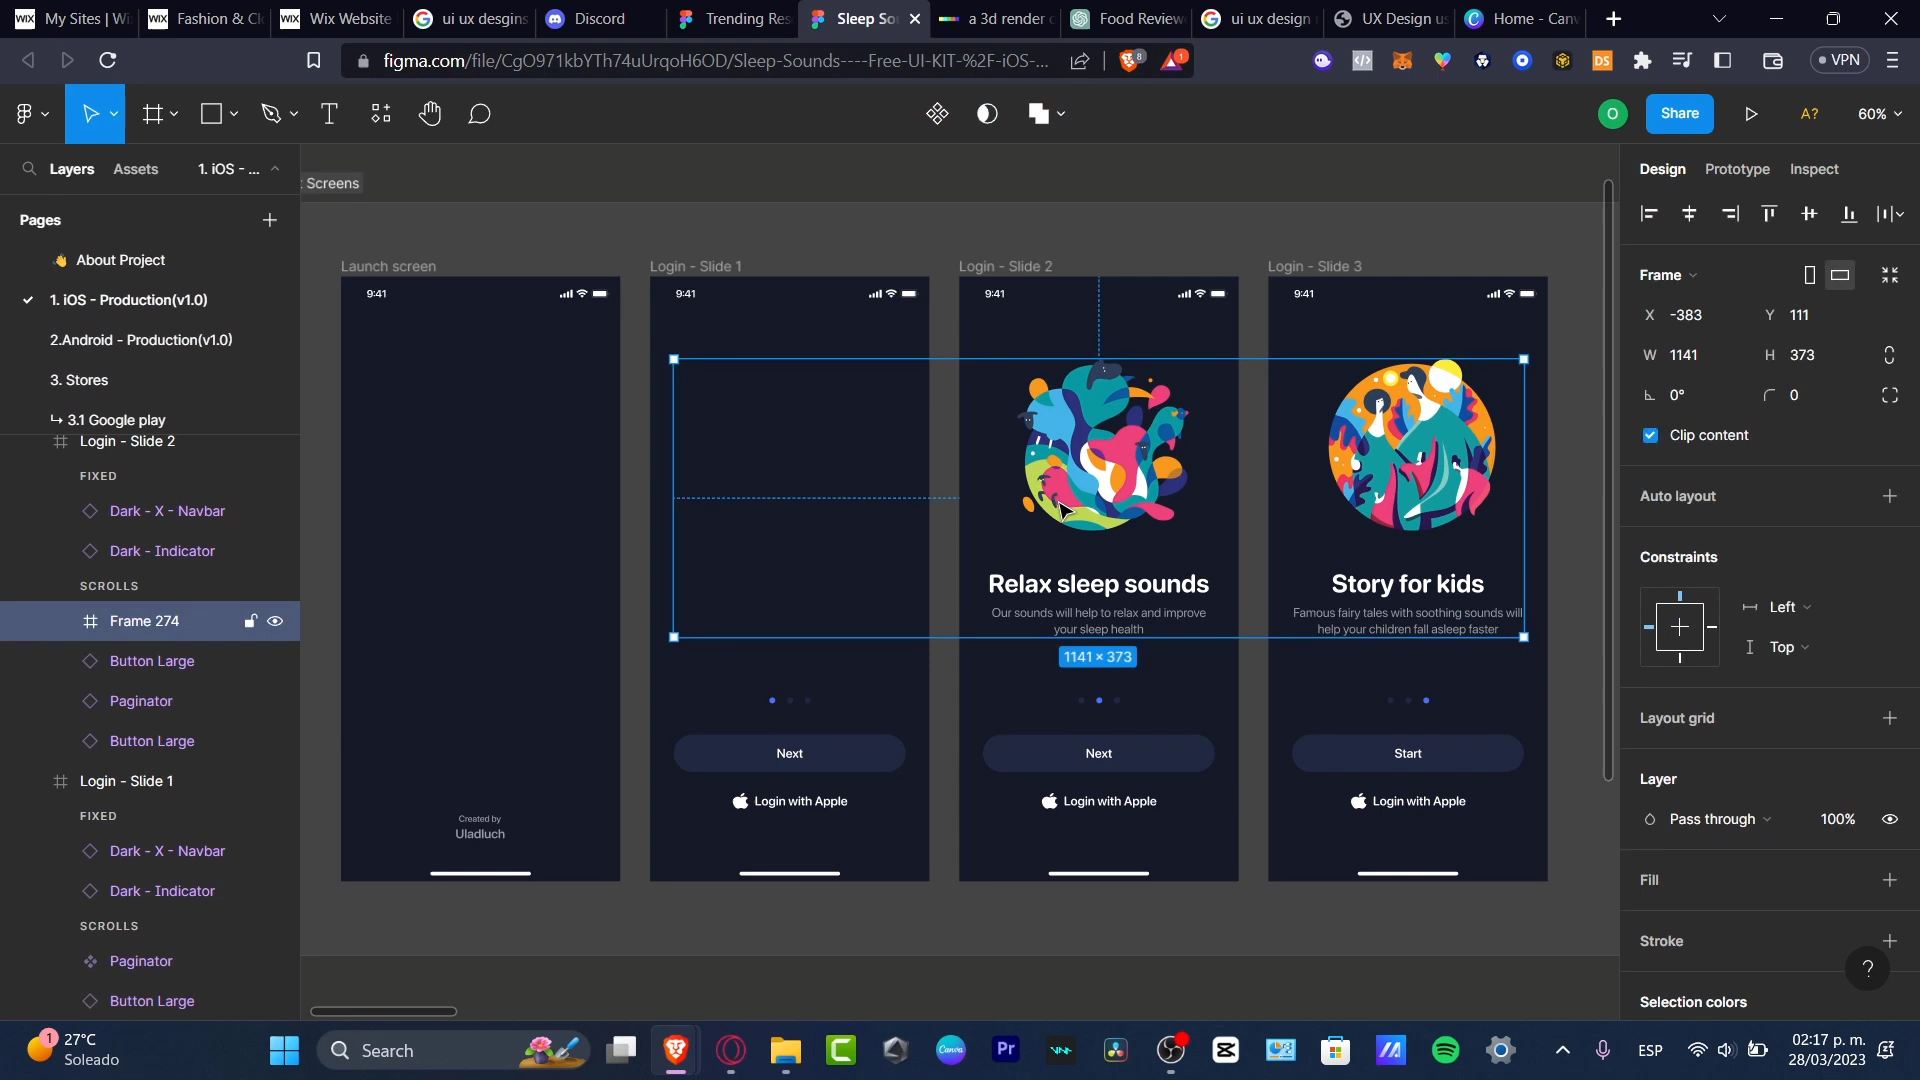 My Sites | Wi
Fashion & Cl
Wix Website
ui ux desgins
Discord
Trending Res
Sleep So
a 3d render o
Food Review
ui ux design
UX Design us
Home - Canv
figma.com/file/CgO971kbYTh74uUrqoH6OD/Sleep-Sounds----Free-UI-KIT-%2F-iOS-...
8
1
DS
VPN
T
O
Share
A?
60%
Layers
Assets
1. iOS - ...
Screens
Design
Prototype
Inspect
Pages
👋 About Project
1. iOS - Production(v1.0)
2.Android - Production(v1.0)
3. Stores
↳ 3.1 Google play
Login - Slide 2
FIXED
Dark - X - Navbar
Dark - Indicator
SCROLLS
Frame 274
Button Large
Paginator
Button Large
Login - Slide 1
FIXED
Dark - X - Navbar
Dark - Indicator
SCROLLS
Paginator
Button Large
Launch screen
9:41
Created by
Uladluch
Login - Slide 1
9:41
Next
Login with Apple
Login - Slide 2
9:41
Relax sleep sounds
Our sounds will help to relax and improve
your sleep health
1141 × 373
Next
Login with Apple
Login - Slide 3
9:41
Story for kids
Famous fairy tales with soothing sounds will
help your children fall asleep faster
Start
Login with Apple
Frame
X -383
Y 111
W 1141
H 373
0°
0
Clip content
Auto layout
Constraints
Left
Top
Layout grid
Layer
Pass through
100%
Fill
Stroke
?
Selection colors
1
27°C
Soleado
Search
Canva
Pr
ESP
02:17 p. m.
28/03/2023